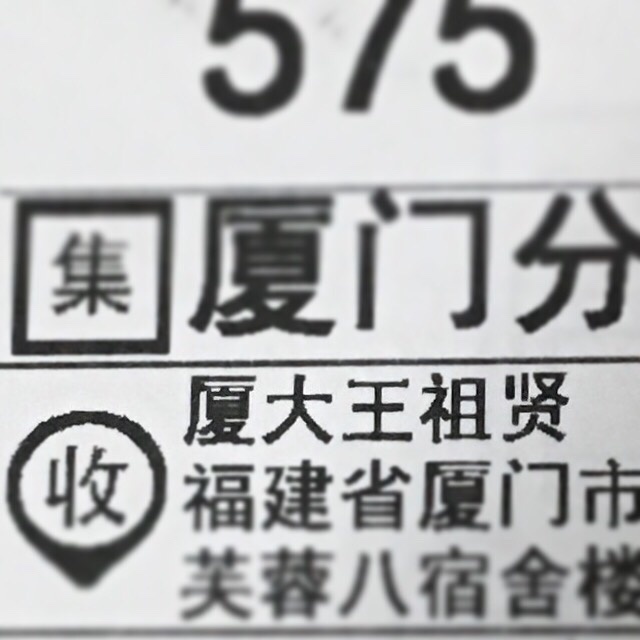 575
集 厦门分
厦大王祖贤
收 福建省厦门市
芙蓉八宿舍楼